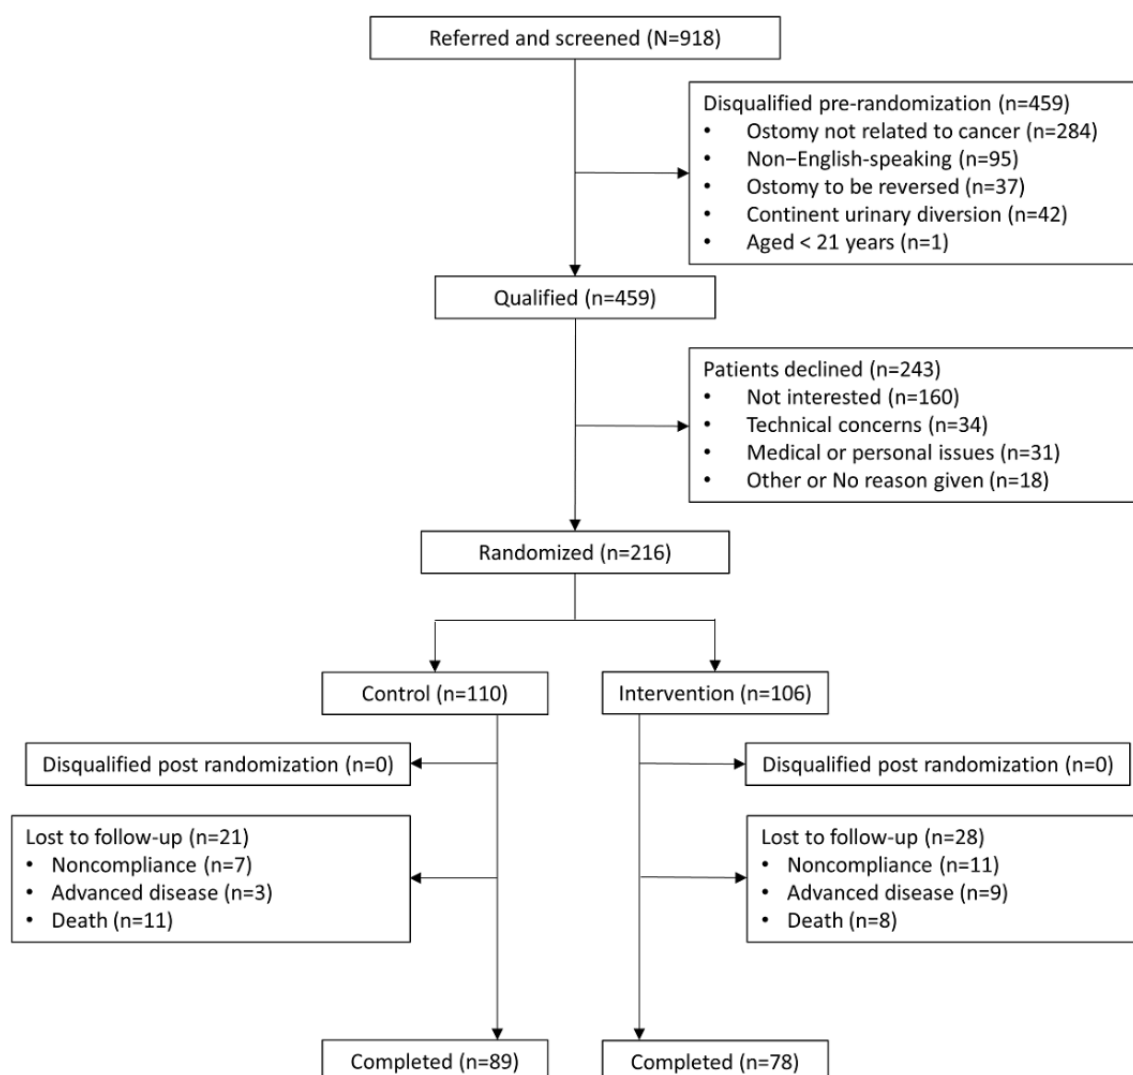 Referred and screened (N=918)
Disqualified pre-randomization (n=459)
• Ostomy not related to cancer (n=284)
• Non−English-speaking (n=95)
• Ostomy to be reversed (n=37)
• Continent urinary diversion (n=42)
• Aged < 21 years (n=1)
Qualified (n=459)
Patients declined (n=243)
• Not interested (n=160)
• Technical concerns (n=34)
• Medical or personal issues (n=31)
• Other or No reason given (n=18)
Randomized (n=216)
Control (n=110)
Intervention (n=106)
Disqualified post randomization (n=0)
Disqualified post randomization (n=0)
Lost to follow-up (n=21)
• Noncompliance (n=7)
• Advanced disease (n=3)
• Death (n=11)
Lost to follow-up (n=28)
• Noncompliance (n=11)
• Advanced disease (n=9)
• Death (n=8)
Completed (n=89)
Completed (n=78)